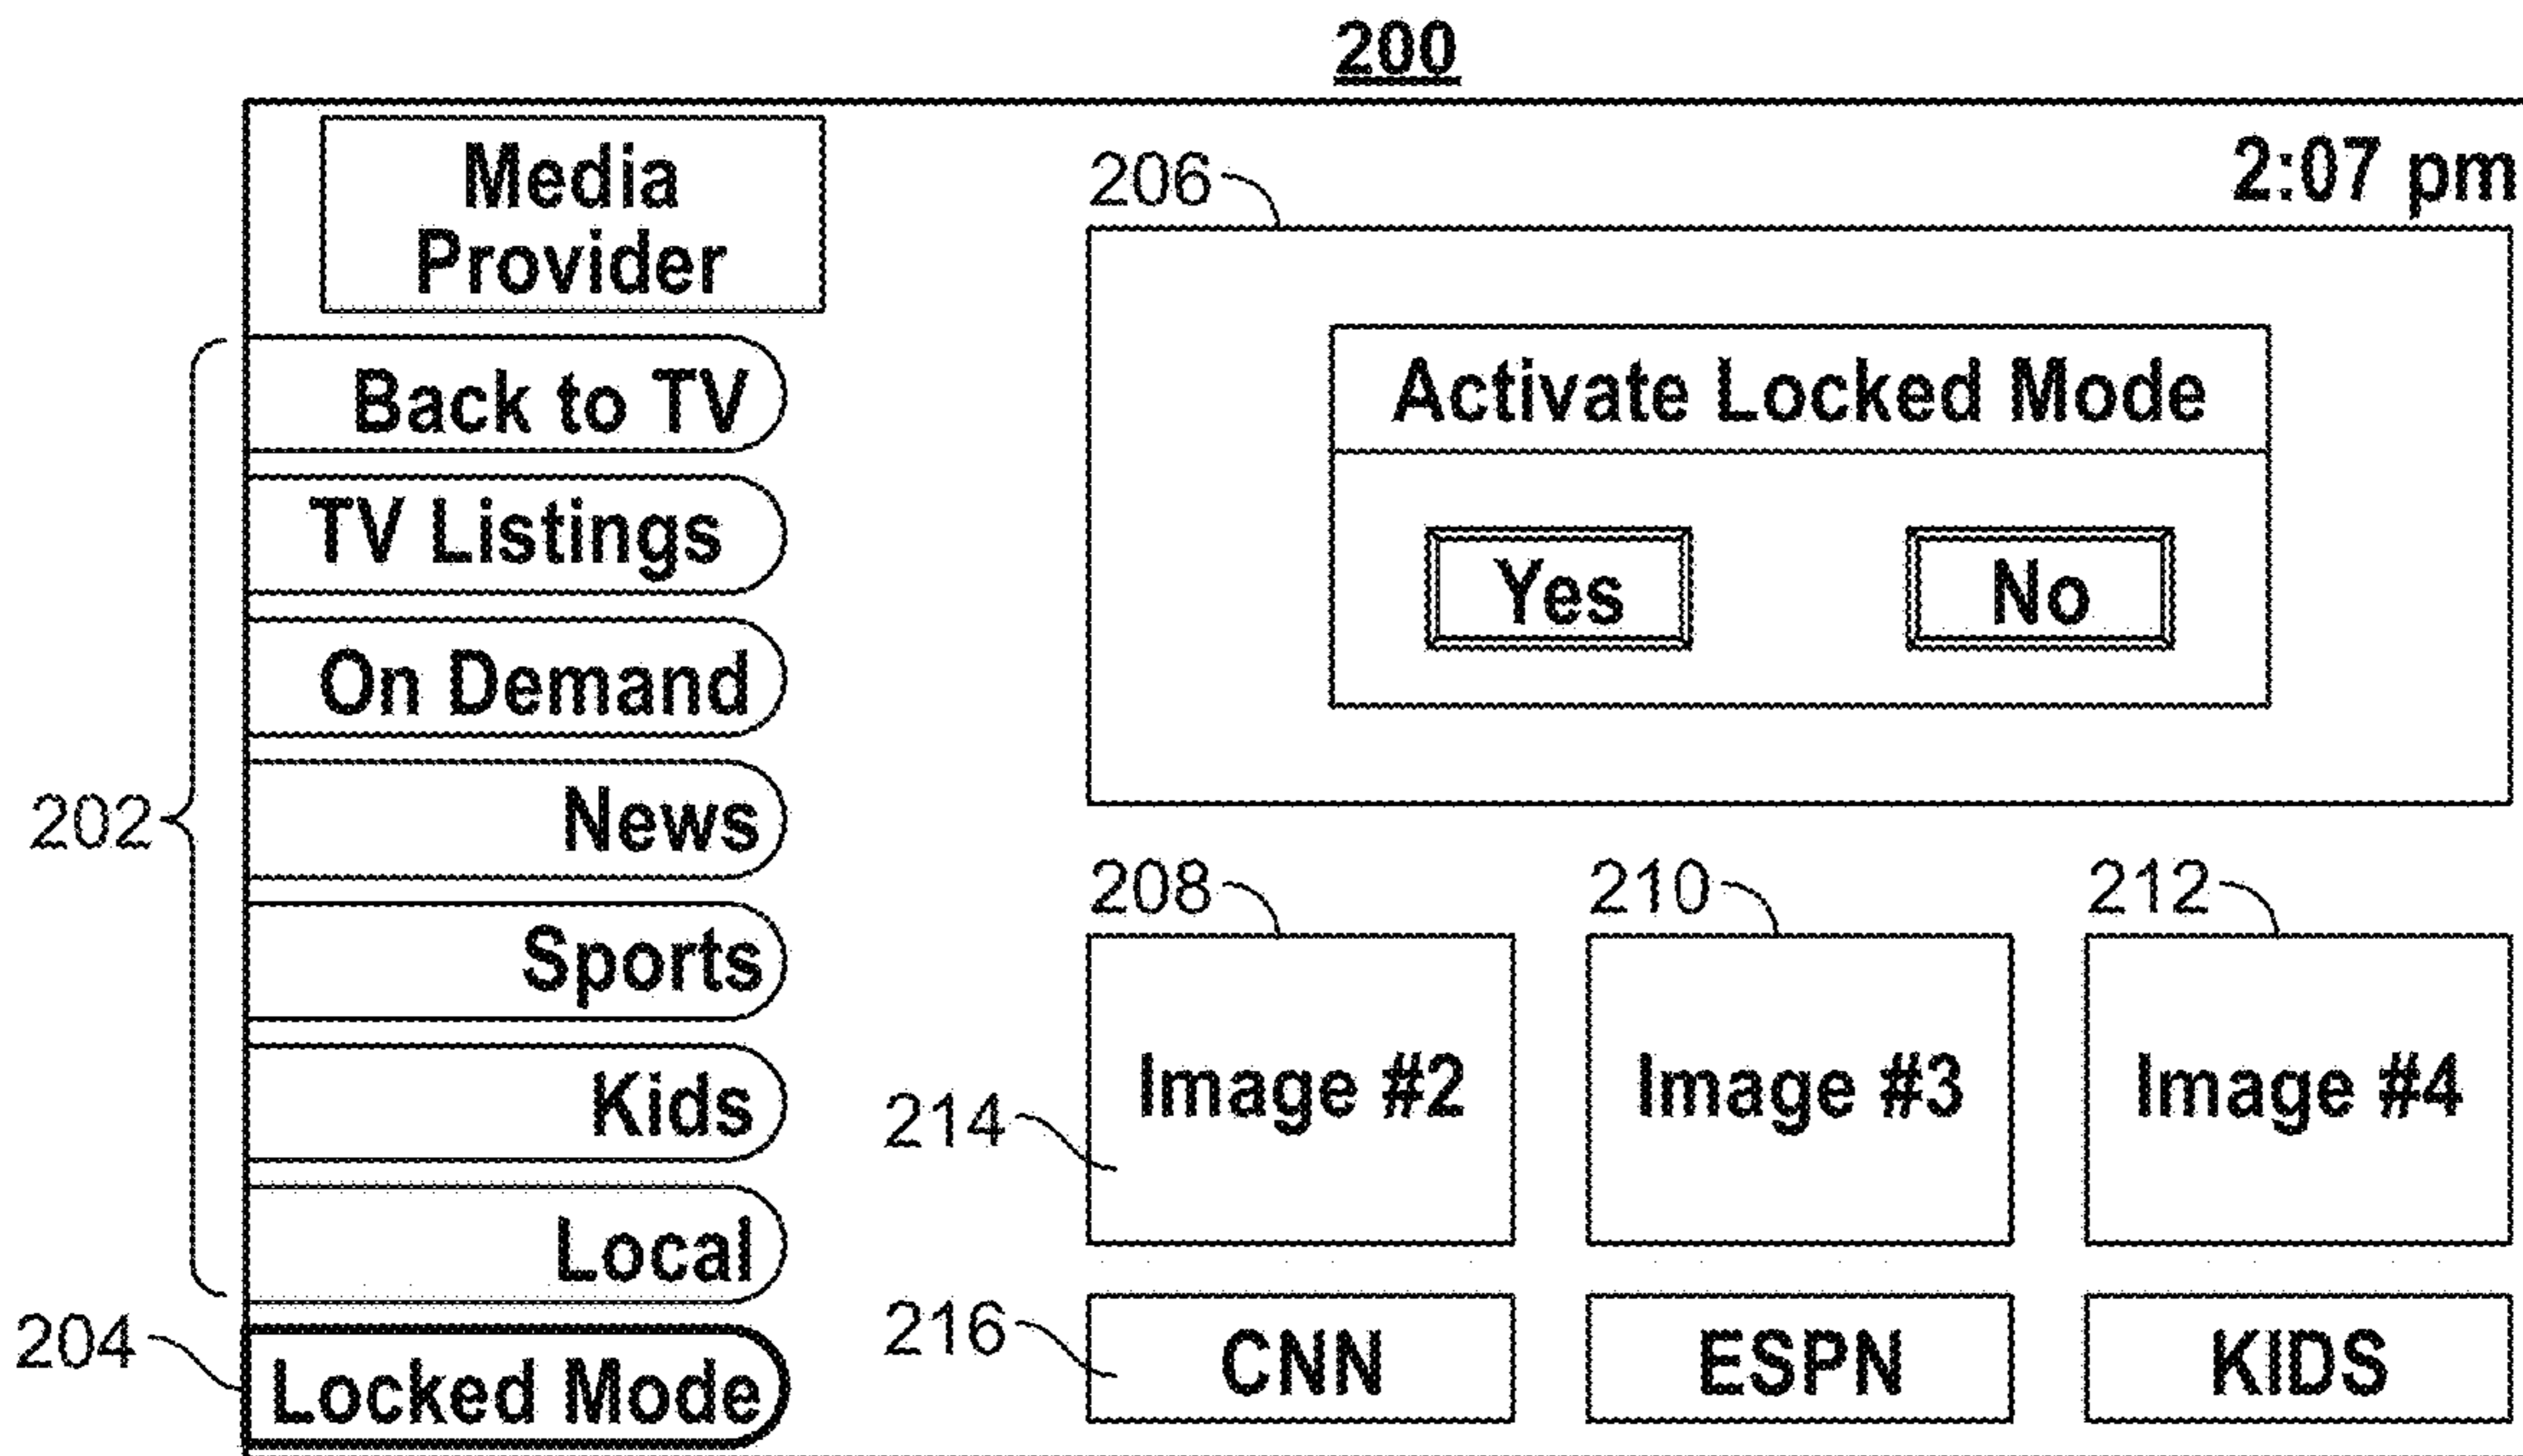 200
Media
Provider
2:07 pm
206
Back to TV
TV Listings
On Demand
News
Sports
Kids
Local
Locked Mode
202
204
Activate Locked Mode
Yes No
208 210 212
Image #2 Image #3 Image #4
214
216
CNN ESPN KIDS